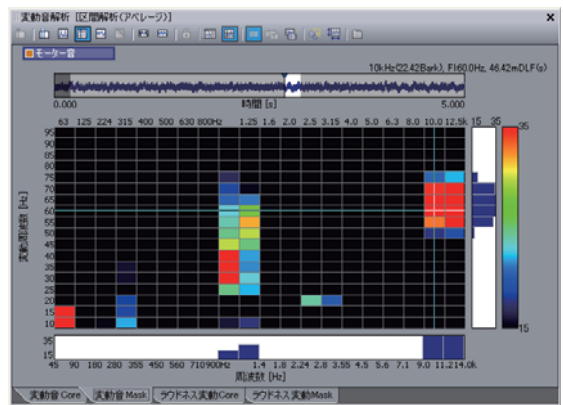 変動音解析 [区間解析(アベレージ)]
モーター音
10kHz(22.42Bark), Fl60.0Hz, 46.42mDLF(s)
0.000 時間 [s] 5.000
63 125 224 315 400 500 630 800Hz 1.25 1.6 2.0 2.5 3.15 4.0 5.0 6.3 8.0 10.0 12.5k 15 35
変動周波数 [Hz]
95
90
85
80
75
70
65
60
55
50
45
40
35
30
25
20
15
10
35
15
35
15
45 90 180 280 355 450 560 710 900Hz 1.4 1.8 2.24 2.8 3.55 4.5 5.6 7.1 9.0 11.2 14.0k
周波数 [Hz]
変動音 Core 変動音 Mask ラウドネス変動Core ラウドネス変動Mask